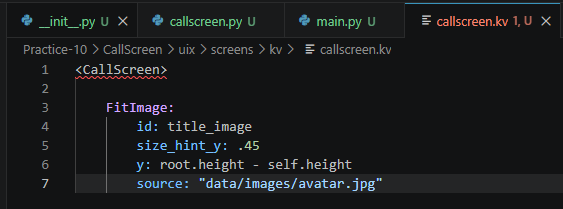 __init__.py U callscreen.py U main.py U callscreen.kv 1, U
Practice-10 > CallScreen > uix > screens > kv > callscreen.kv
1 <CallScreen>
2
3 FitImage:
4 id: title_image
5 size_hint_y: .45
6 y: root.height - self.height
7 source: "data/images/avatar.jpg"